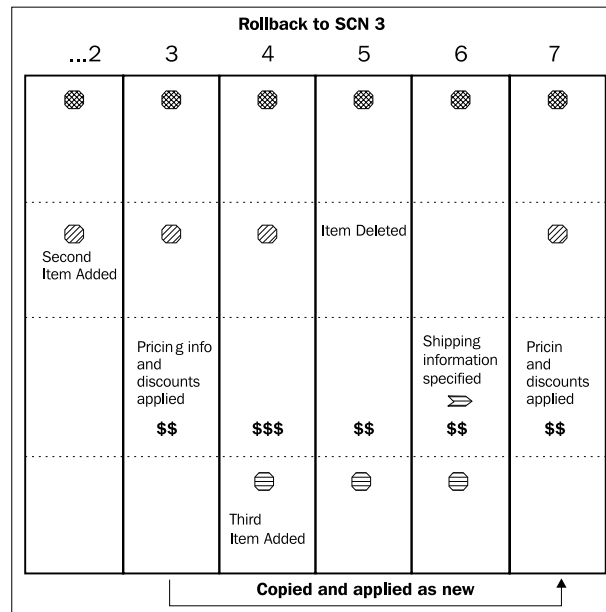 Rollback to SCN 3
...2 3 4 5 6 7
Second
Item Added
Item Deleted
Pricing info
and
discounts
applied
Shipping
information
specified
Pricin
and
discounts
applied
$$ $$$ $$ $$ $$
Third
Item Added
Copied and applied as new